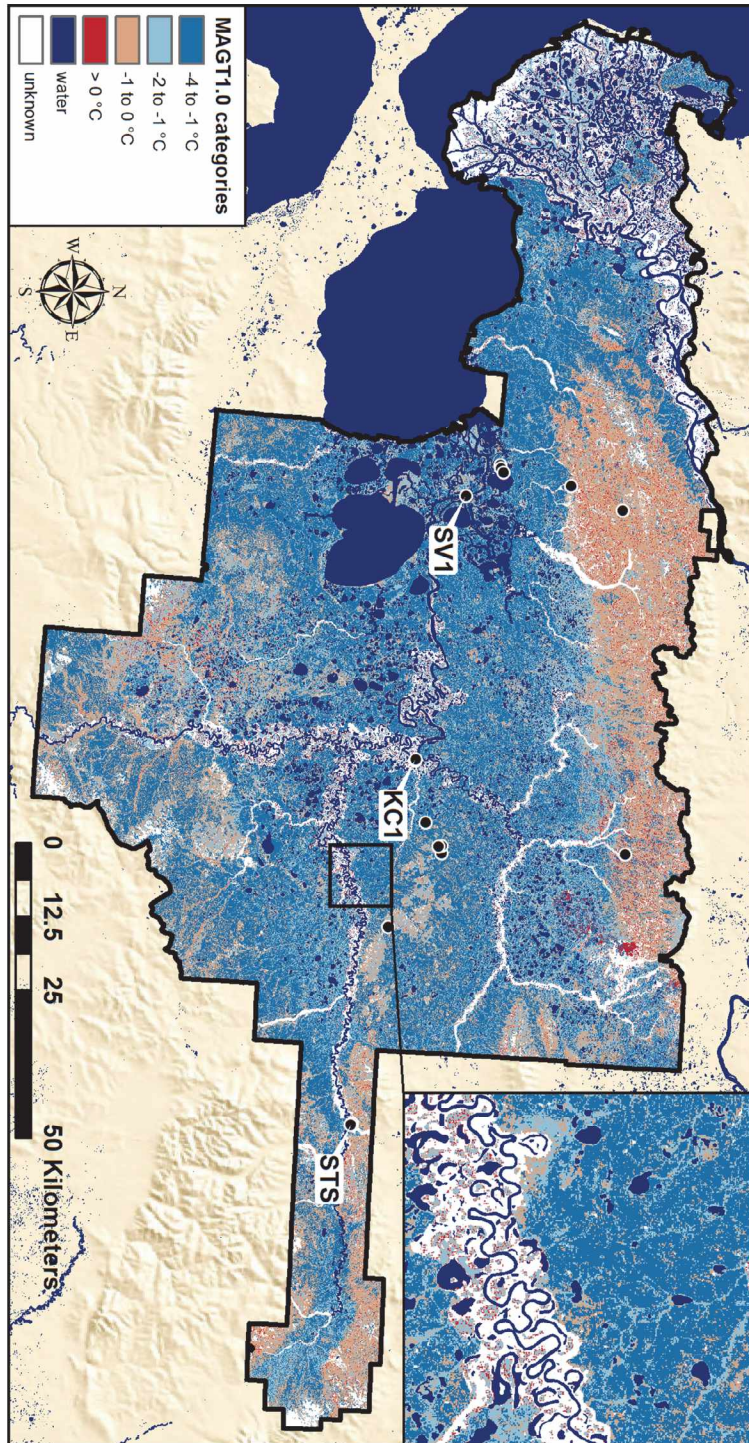 MAGT1.0 categories
-4 to -1 °C
-2 to -1 °C
-1 to 0 °C
> 0 °C
water
unknown
N
W
E
S
SV1
KC1
STS
0 12.5 25 50 Kilometers